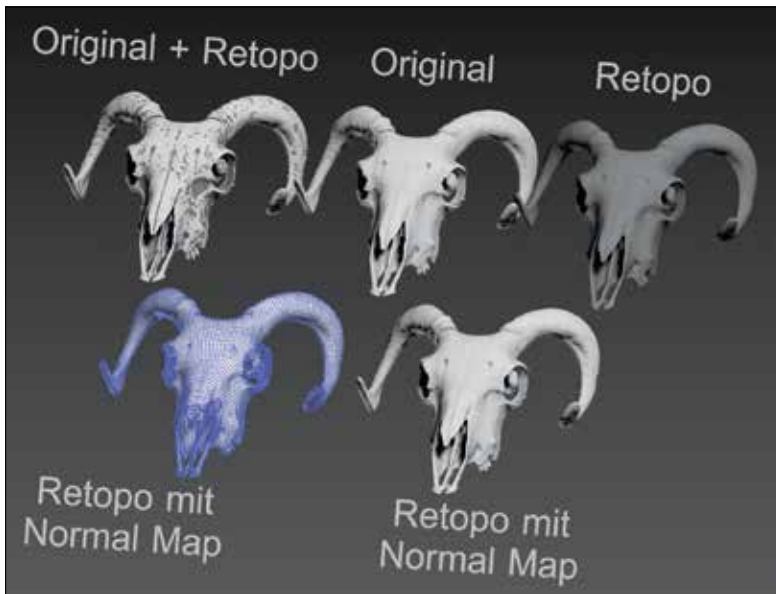 Original + Retopo
Original
Retopo
Retopo mit
Normal Map
Retopo mit
Normal Map